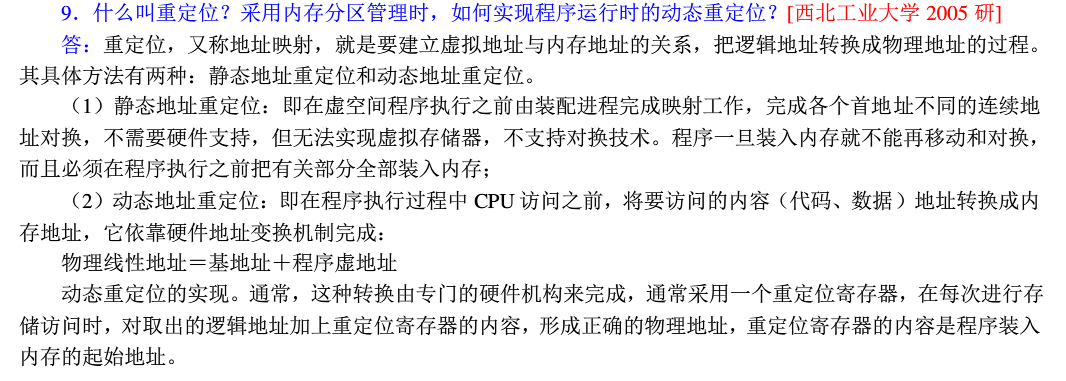 9．什么叫重定位？采用内存分区管理时，如何实现程序运行时的动态重定位？[西北工业大学 2005 研]
答：重定位，又称地址映射，就是要建立虚拟地址与内存地址的关系，把逻辑地址转换成物理地址的过程。
其具体方法有两种：静态地址重定位和动态地址重定位。
（1）静态地址重定位：即在虚空间程序执行之前由装配进程完成映射工作，完成各个首地址不同的连续地
址对换，不需要硬件支持，但无法实现虚拟存储器，不支持对换技术。程序一旦装入内存就不能再移动和对换，
而且必须在程序执行之前把有关部分全部装入内存；
（2）动态地址重定位：即在程序执行过程中 CPU 访问之前，将要访问的内容（代码、数据）地址转换成内
存地址，它依靠硬件地址变换机制完成：
物理线性地址＝基地址＋程序虚地址
动态重定位的实现。通常，这种转换由专门的硬件机构来完成，通常采用一个重定位寄存器，在每次进行存
储访问时，对取出的逻辑地址加上重定位寄存器的内容，形成正确的物理地址，重定位寄存器的内容是程序装入
内存的起始地址。